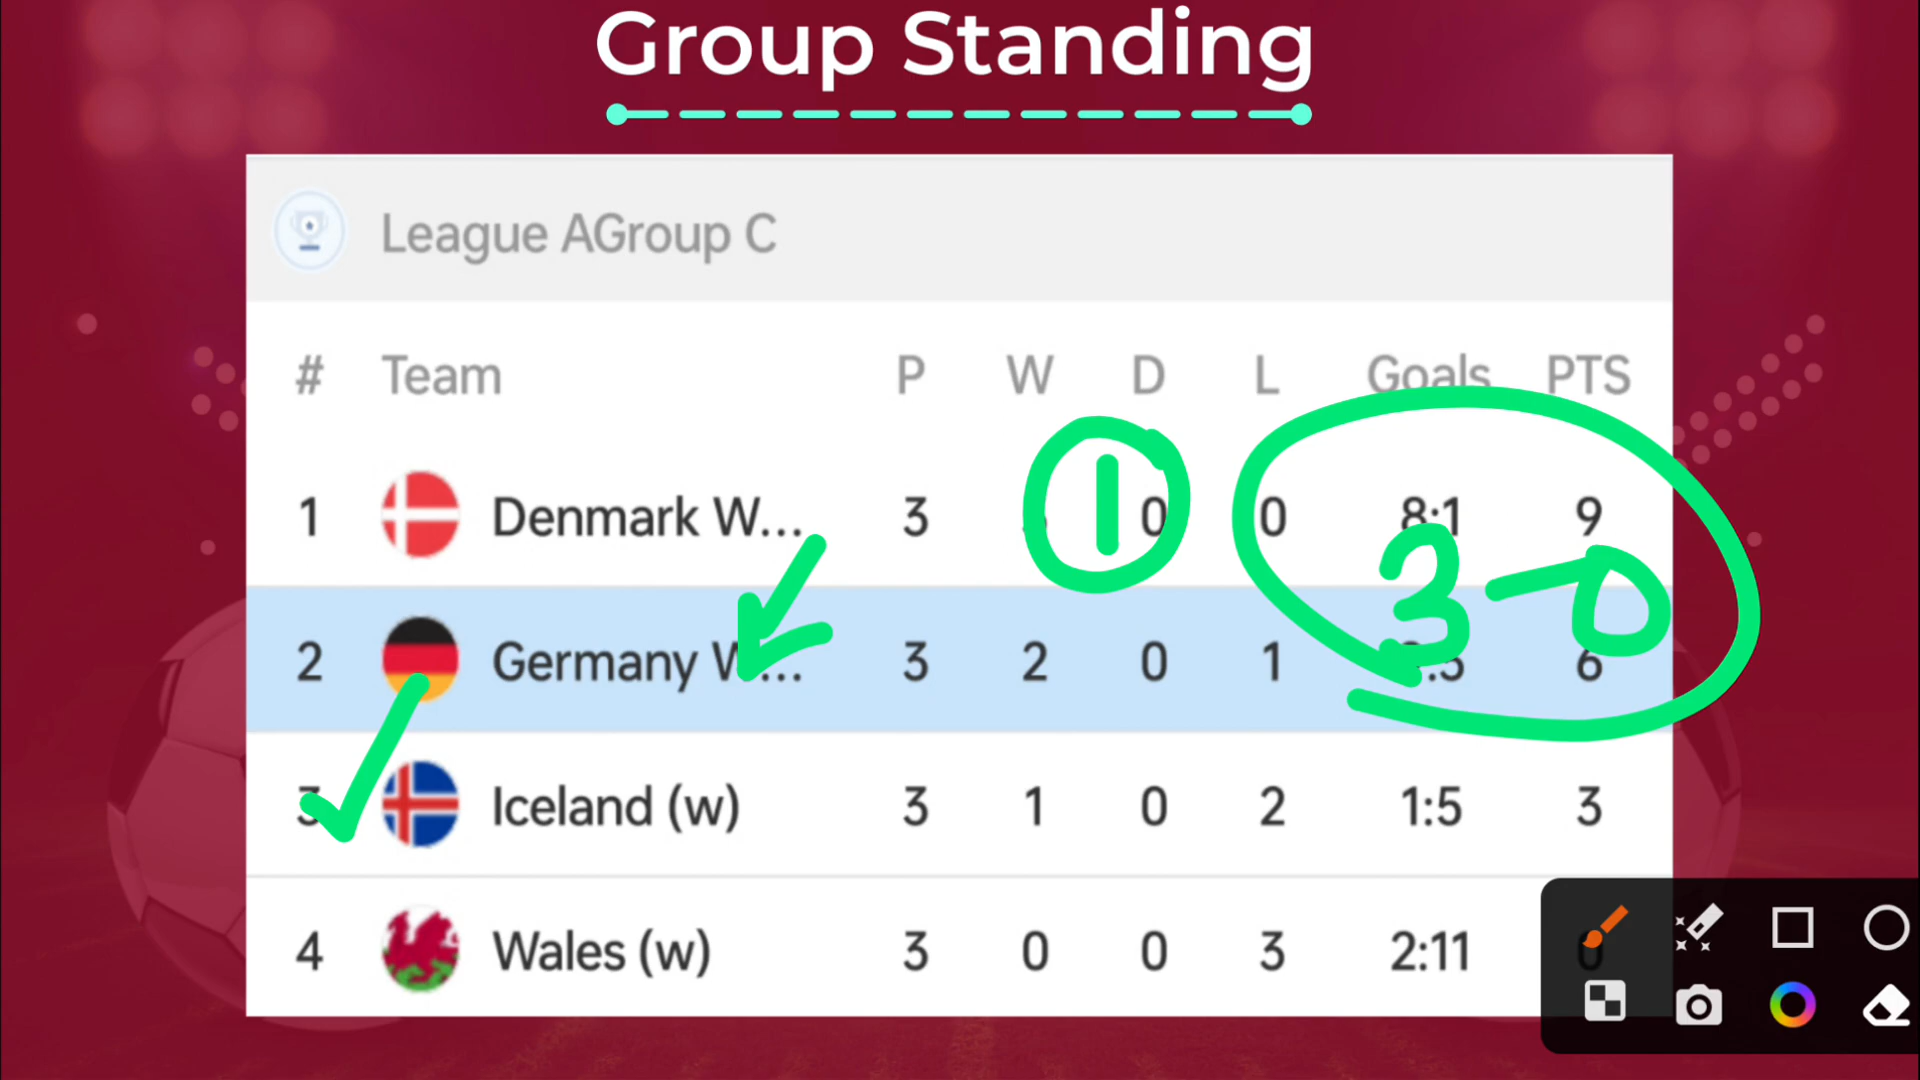 Group Standing
League AGroup C
# Team P W D L Goals PTS
1 Denmark W... 3 1 0 0 8:1 9
3-0
2 Germany W... 3 2 0 1 6
3 Iceland (w) 3 1 0 2 1:5 3
4 Wales (w) 3 0 0 3 2:11 0